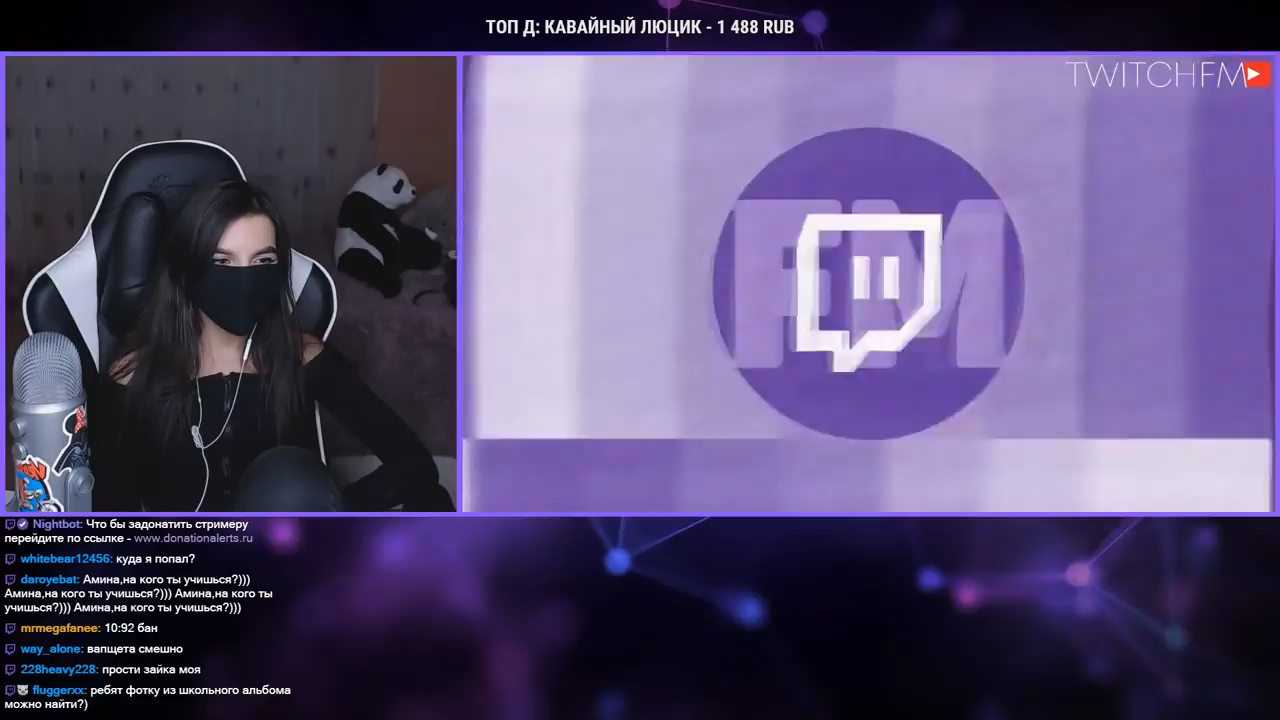 ТОП Д: КАВАЙНЫЙ ЛЮЦИК - 1 488 RUB
TWITCHFM
FM
Nightbot: Что бы задонатить стримеру
перейдите по ссылке - www.donationalerts.ru
whitebear12456: куда я попал?
daroyebat: Амина,на кого ты учишься?)))
Амина,на кого ты учишься?))) Амина,на кого ты
учишься?))) Амина,на кого ты учишься?)))
mrmegafanee: 10:92 бан
way_alone: вапщета смешно
228heavy228: прости зайка моя
fluggerxx: ребят фотку из школьного альбома
можно найти?)